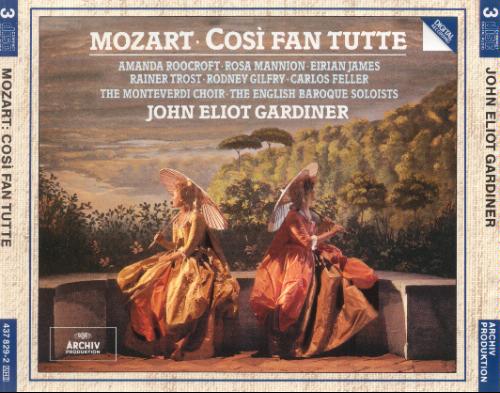 3
MOZART: COSÌ FAN TUTTE
437 829-2
MOZART · COSÌ FAN TUTTE
DIGITAL RECORDING
AMANDA ROOCROFT · ROSA MANNION · EIRIAN JAMES
RAINER TROST · RODNEY GILFRY · CARLOS FELLER
THE MONTEVERDI CHOIR · THE ENGLISH BAROQUE SOLOISTS
JOHN ELIOT GARDINER
ARCHIV
PRODUKTION
3
JOHN ELIOT GARDINER
ARCHIV
PRODUKTION